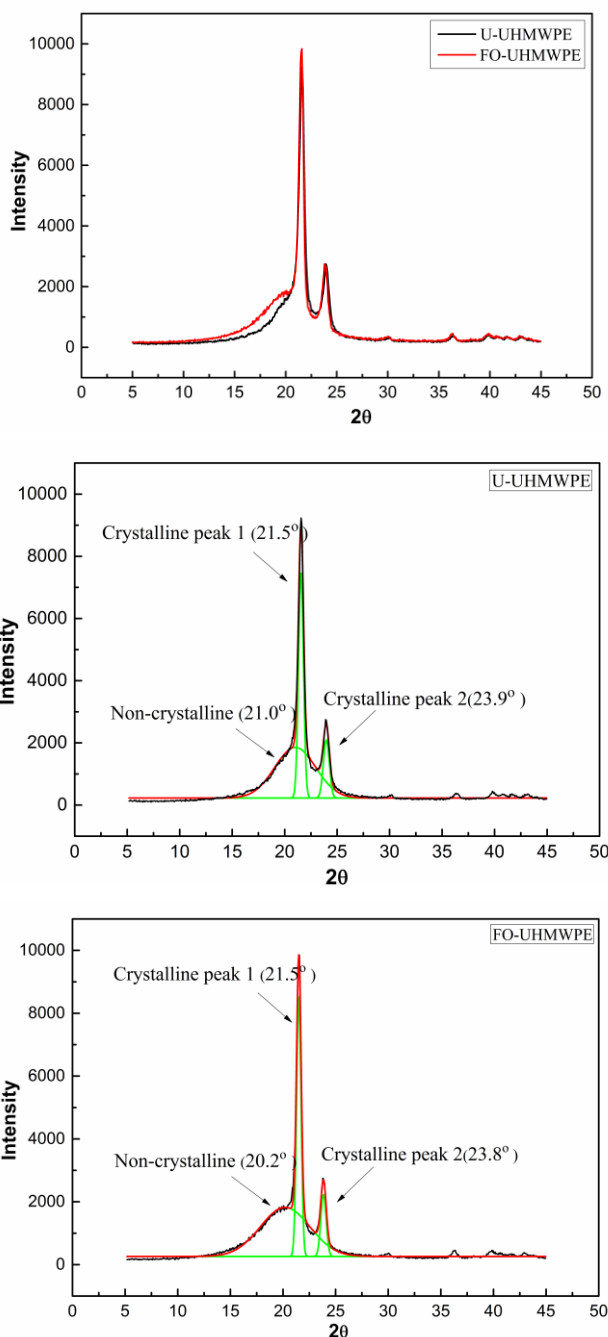 U-UHMWPE
FO-UHMWPE
10000
8000
6000
4000
2000
0
Intensity
0 5 10 15 20 25 30 35 40 45 50
2θ
U-UHMWPE
10000
8000
6000
4000
2000
0
Intensity
Crystalline peak 1 (21.5°)
Non-crystalline (21.0°)
Crystalline peak 2(23.9°)
0 5 10 15 20 25 30 35 40 45 50
2θ
FO-UHMWPE
10000
8000
6000
4000
2000
0
Intensity
Crystalline peak 1 (21.5°)
Non-crystalline (20.2°)
Crystalline peak 2(23.8°)
0 5 10 15 20 25 30 35 40 45 50
2θ